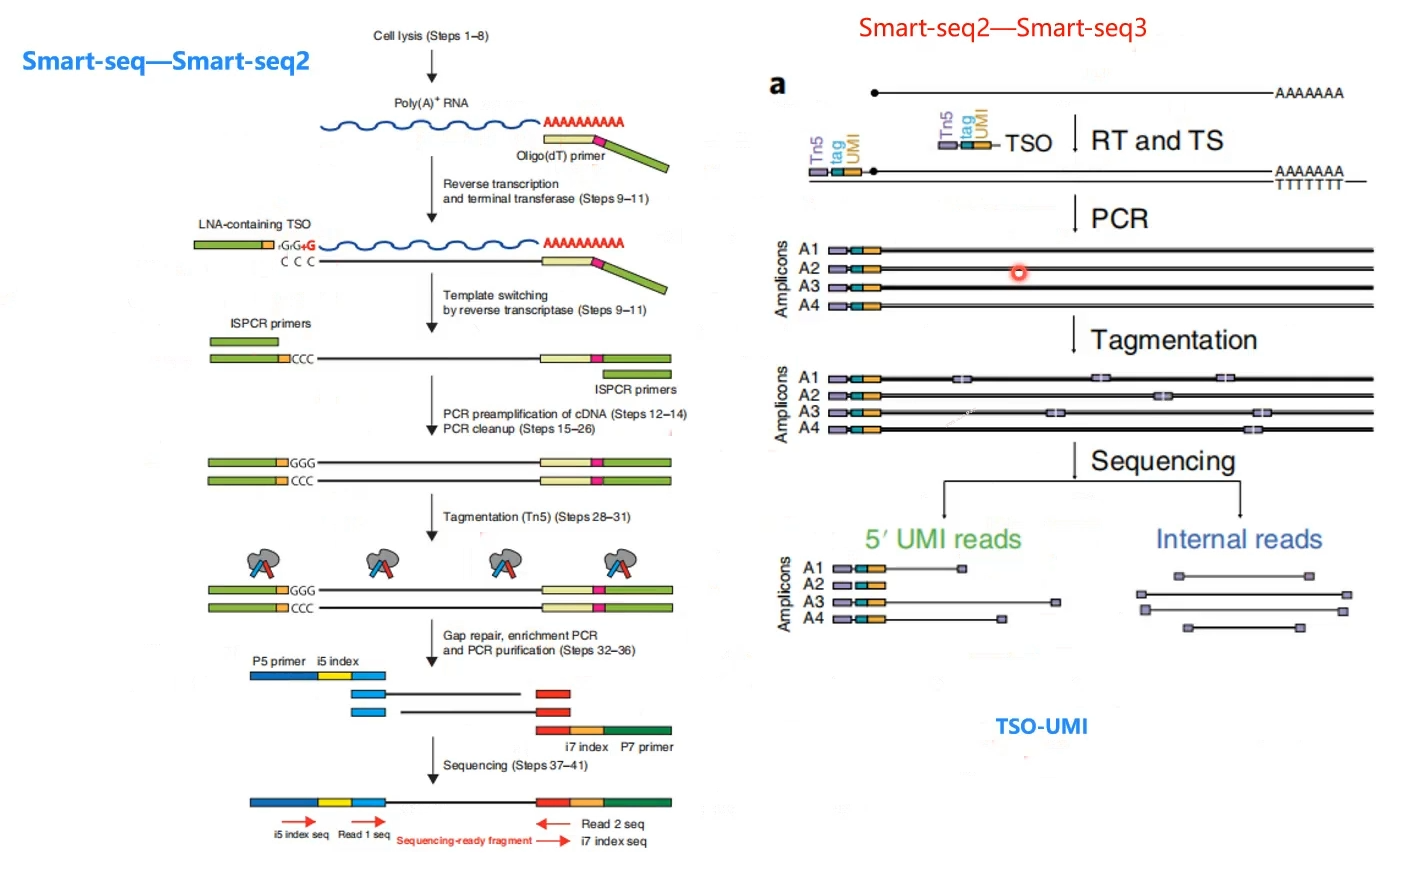 Smart-seq—Smart-seq2
Cell lysis (Steps 1–8)
Poly(A)+ RNA
AAAAAAAAAA
Oligo(dT) primer
Reverse transcription
and terminal transferase (Steps 9–11)
LNA-containing TSO
rGrG+G
AAAAAAAAAA
C C C
Template switching
by reverse transcriptase (Steps 9–11)
ISPCR primers
CCC
ISPCR primers
PCR preamplification of cDNA (Steps 12–14)
PCR cleanup (Steps 15–26)
GGG
CCC
Tagmentation (Tn5) (Steps 28–31)
GGG
CCC
Gap repair, enrichment PCR
and PCR purification (Steps 32–36)
P5 primer i5 index
i7 index P7 primer
Sequencing (Steps 37–41)
i5 index seq Read 1 seq
Read 2 seq
Sequencing-ready fragment
i7 index seq
Smart-seq2—Smart-seq3
a
AAAAAAA
Tn5
tag
UMI
TSO
RT and TS
Tn5
tag
UMI
AAAAAAA
TTTTTTT
PCR
Amplicons
A1
A2
A3
A4
Tagmentation
Amplicons
A1
A2
A3
A4
Sequencing
5′ UMI reads
Internal reads
Amplicons
A1
A2
A3
A4
TSO-UMI